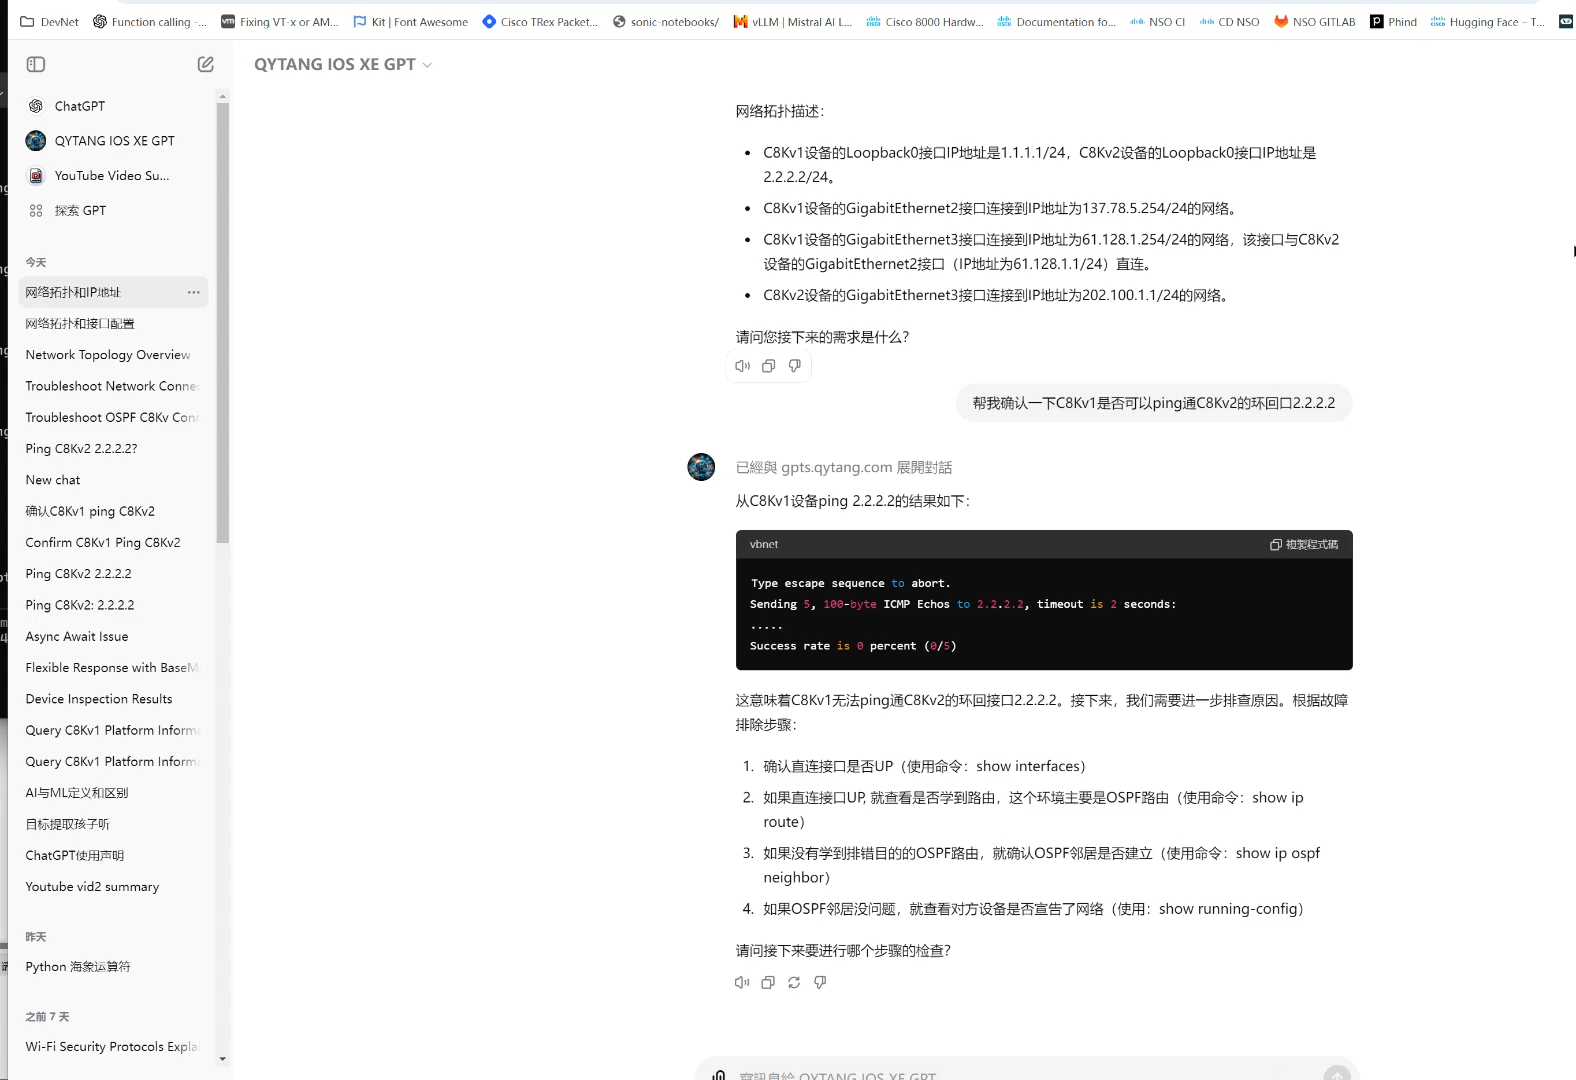 DevNet
Function calling -...
Fixing VT-x or AM...
Kit | Font Awesome
Cisco TRex Packet...
sonic-notebooks/
vLLM | Mistral AI L...
Cisco 8000 Hardw...
Documentation fo...
NSO CI
CD NSO
NSO GITLAB
Phind
Hugging Face – T...
QYTANG IOS XE GPT
ChatGPT
QYTANG IOS XE GPT
YouTube Video Su...
探索 GPT
今天
网络拓扑和IP地址
网络拓扑和接口配置
Network Topology Overview
Troubleshoot Network Connec
Troubleshoot OSPF C8Kv Conn
Ping C8Kv2 2.2.2.2?
New chat
确认C8Kv1 ping C8Kv2
Confirm C8Kv1 Ping C8Kv2
Ping C8Kv2 2.2.2.2
Ping C8Kv2: 2.2.2.2
Async Await Issue
Flexible Response with BaseM
Device Inspection Results
Query C8Kv1 Platform Informa
Query C8Kv1 Platform Informa
AI与ML定义和区别
目标提取孩子听
ChatGPT使用声明
Youtube vid2 summary
昨天
Python 海象运算符
之前 7 天
Wi-Fi Security Protocols Expla
网络拓扑描述：
• C8Kv1设备的Loopback0接口IP地址是1.1.1.1/24，C8Kv2设备的Loopback0接口IP地址是
2.2.2.2/24。
• C8Kv1设备的GigabitEthernet2接口连接到IP地址为137.78.5.254/24的网络。
• C8Kv1设备的GigabitEthernet3接口连接到IP地址为61.128.1.254/24的网络，该接口与C8Kv2
设备的GigabitEthernet2接口（IP地址为61.128.1.1/24）直连。
• C8Kv2设备的GigabitEthernet3接口连接到IP地址为202.100.1.1/24的网络。
请问您接下来的需求是什么？
帮我确认一下C8Kv1是否可以ping通C8Kv2的环回口2.2.2.2
已經與 gpts.qytang.com 展開對話
从C8Kv1设备ping 2.2.2.2的结果如下：
vbnet
複製程式碼
Type escape sequence to abort.
Sending 5, 100-byte ICMP Echos to 2.2.2.2, timeout is 2 seconds:
.....
Success rate is 0 percent (0/5)
这意味着C8Kv1无法ping通C8Kv2的环回接口2.2.2.2。接下来，我们需要进一步排查原因。根据故障
排除步骤：
1. 确认直连接口是否UP（使用命令：show interfaces）
2. 如果直连接口UP, 就查看是否学到路由，这个环境主要是OSPF路由（使用命令：show ip
route）
3. 如果没有学到排错目的的OSPF路由，就确认OSPF邻居是否建立（使用命令：show ip ospf
neighbor）
4. 如果OSPF邻居没问题，就查看对方设备是否宣告了网络（使用：show running-config）
请问接下来要进行哪个步骤的检查？
QYTANG IOS XE GPT